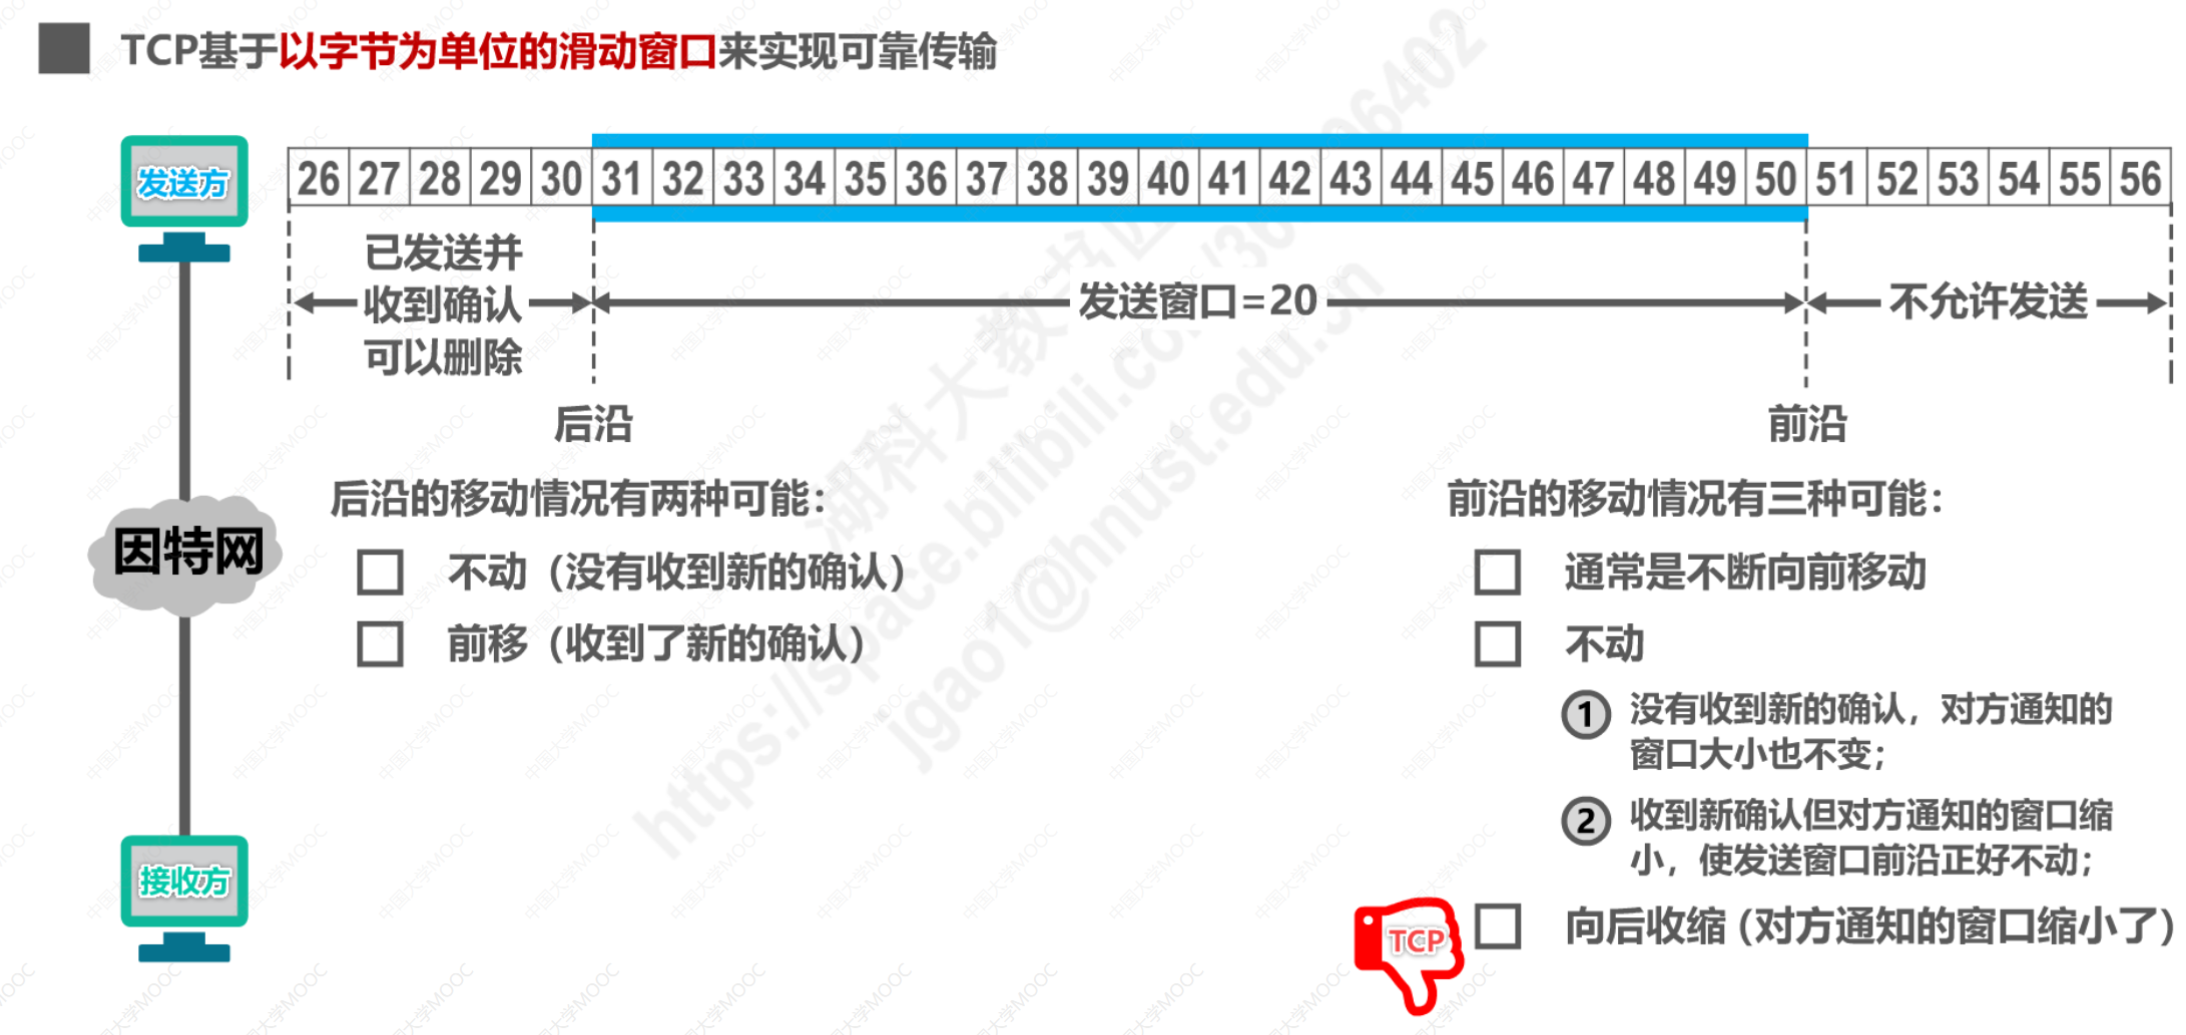 TCP基于以字节为单位的滑动窗口来实现可靠传输
发送方
26 27 28 29 30 31 32 33 34 35 36 37 38 39 40 41 42 43 44 45 46 47 48 49 50 51 52 53 54 55 56
已发送并
收到确认
可以删除
发送窗口=20
不允许发送
后沿
前沿
后沿的移动情况有两种可能：
不动（没有收到新的确认）
前移（收到了新的确认）
前沿的移动情况有三种可能：
通常是不断向前移动
不动
1 没有收到新的确认，对方通知的
窗口大小也不变；
2 收到新确认但对方通知的窗口缩
小，使发送窗口前沿正好不动；
TCP
向后收缩（对方通知的窗口缩小了）
因特网
接收方
jgao1@hnust.edu.cn
中国大学MOOC